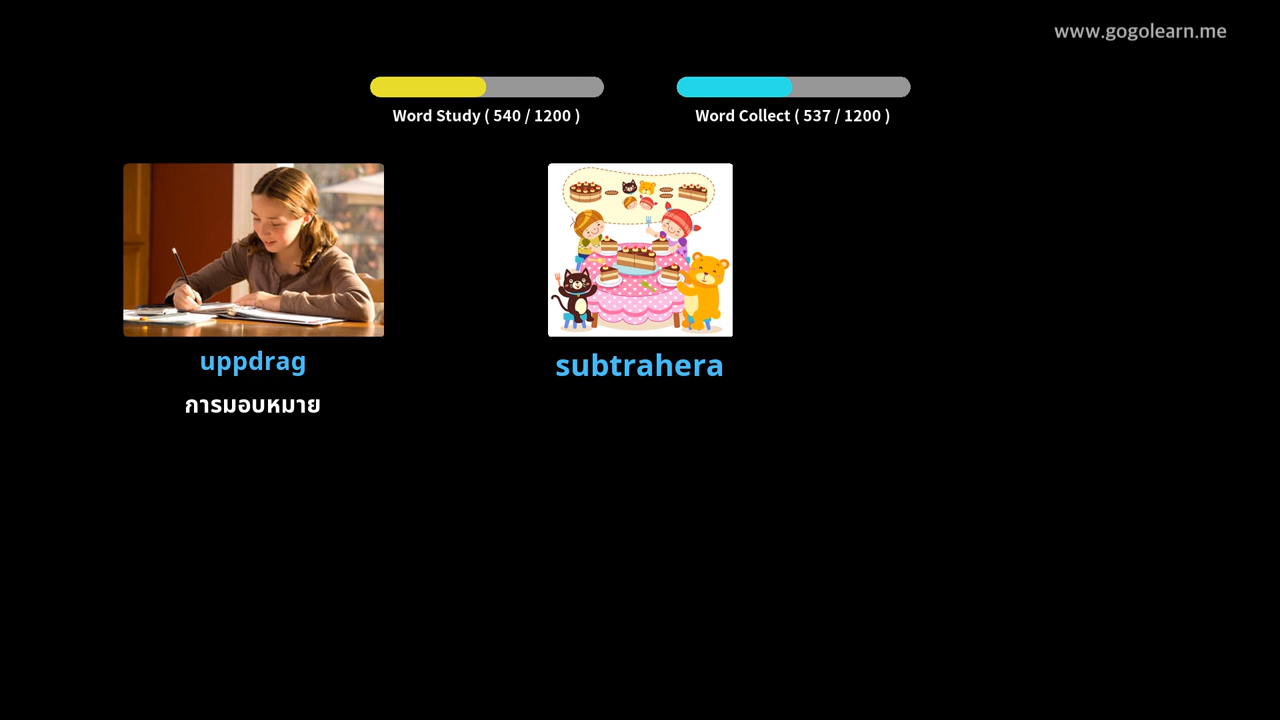 www.gogolearn.me
Word Study ( 540 / 1200 )
Word Collect ( 537 / 1200 )
uppdrag
การมอบหมาย
subtrahera